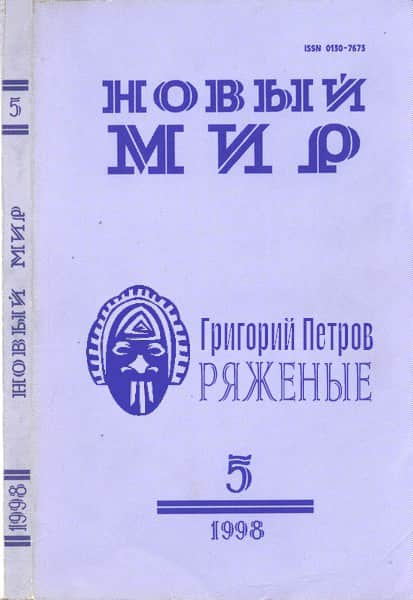 ISSN 0130-7673
НОВЫЙ
МИР
Григорий Петров
РЯЖЕНЫЕ
5
1998
5
НОВЫЙ МИР
1998